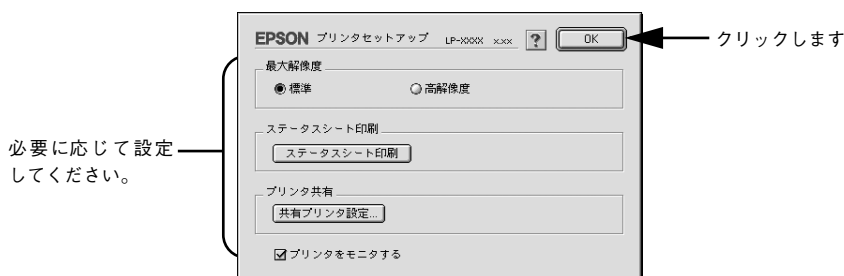 EPSON プリンタセットアップ LP-XXXX x.xx ? OK
クリックします
最大解像度
標準 高解像度
ステータスシート印刷
ステータスシート印刷
必要に応じて設定
してください。
プリンタ共有
共有プリンタ設定...
プリンタをモニタする